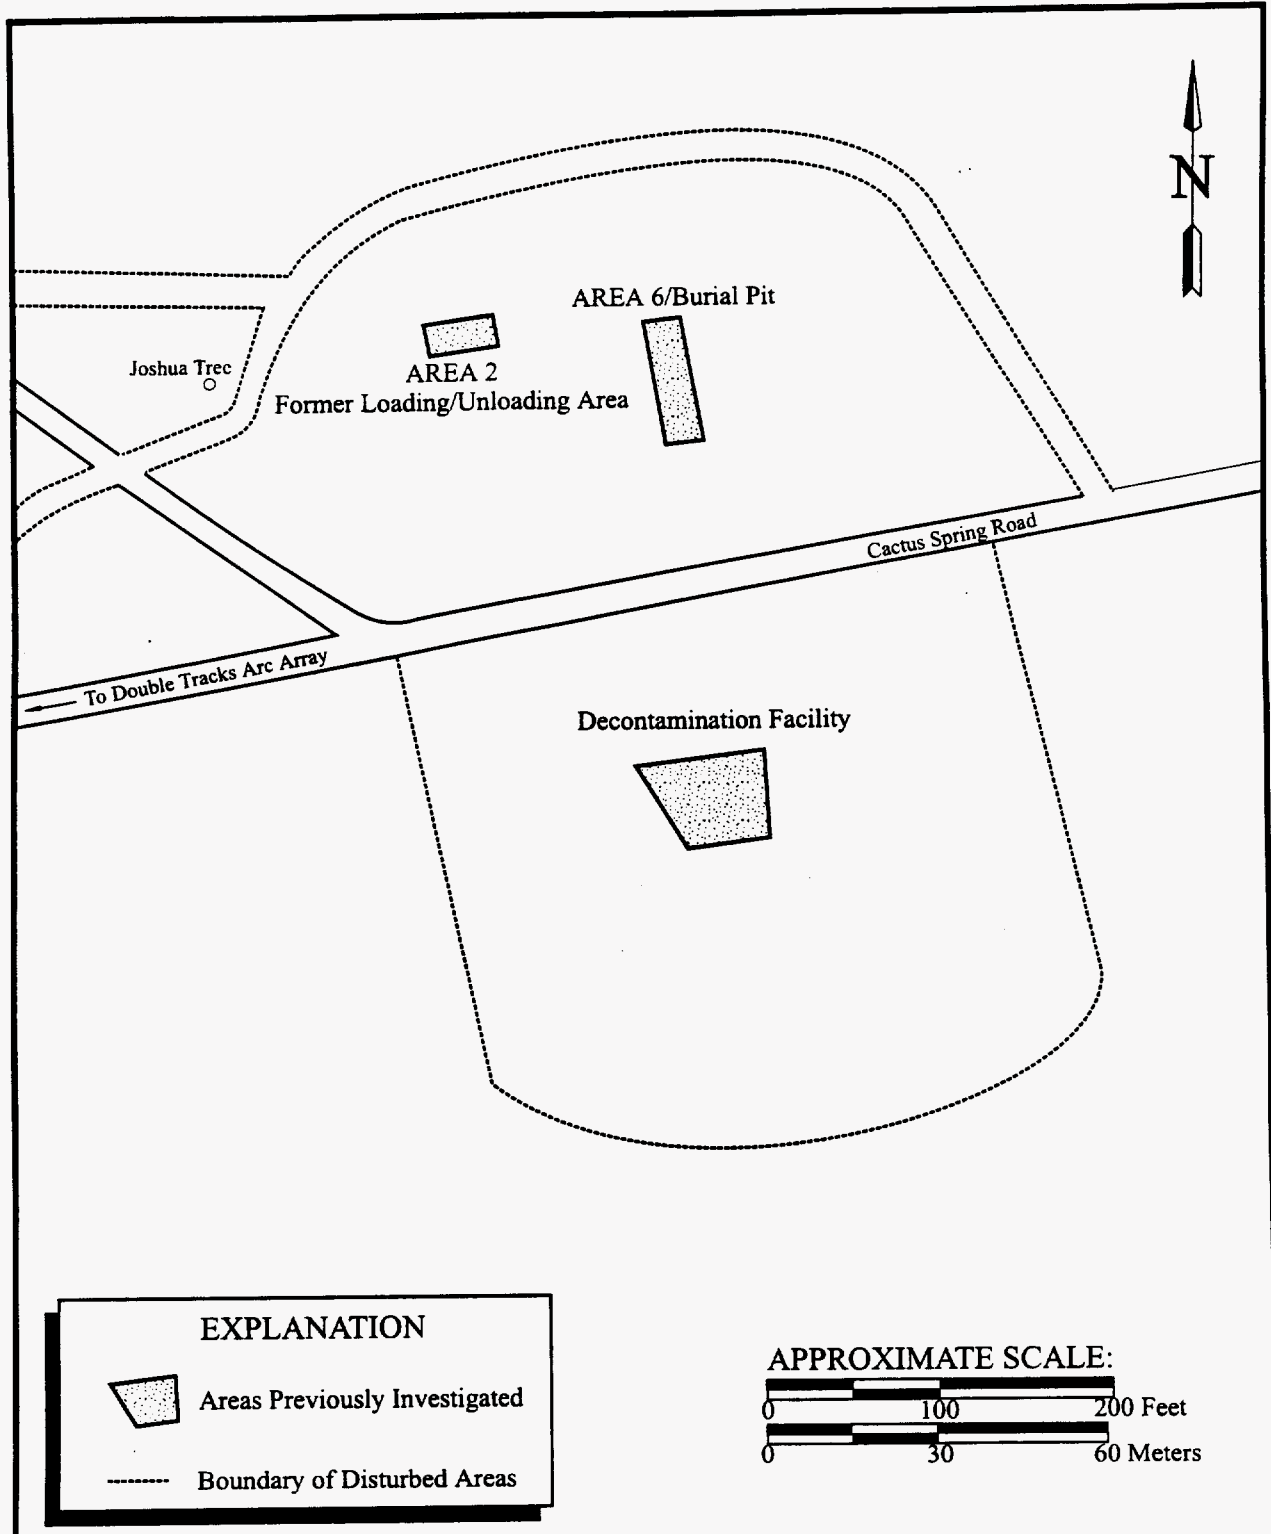 N
AREA 6/Burial Pit
Joshua Trec
AREA 2
Former Loading/Unloading Area
Cactus Spring Road
To Double Tracks Arc Array
Decontamination Facility
EXPLANATION
Areas Previously Investigated
Boundary of Disturbed Areas
APPROXIMATE SCALE:
0 100 200 Feet
0 30 60 Meters